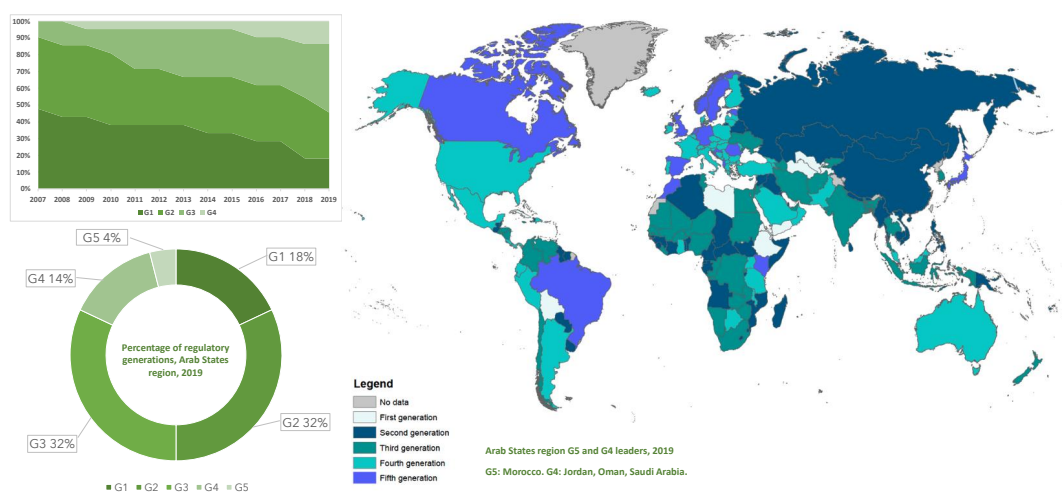 100%
90%
80%
70%
60%
50%
40%
30%
20%
10%
0%
2007 2008 2009 2010 2011 2012 2013 2014 2015 2016 2017 2018 2019
G1 G2 G3 G4
G5 4%
G1 18%
G4 14%
Percentage of regulatory
generations, Arab States
region, 2019
G3 32%
G2 32%
G1 G2 G3 G4 G5
Legend
No data
First generation
Second generation
Third generation
Fourth generation
Fifth generation
Arab States region G5 and G4 leaders, 2019
G5: Morocco. G4: Jordan, Oman, Saudi Arabia.